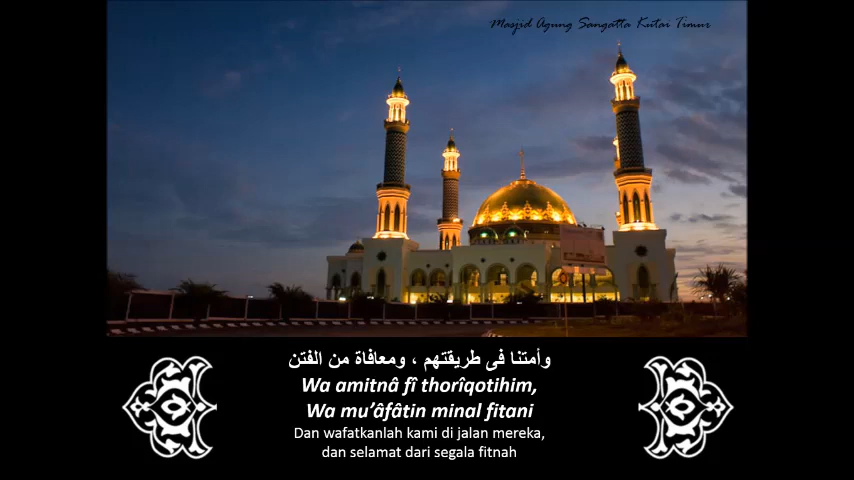 Masjid Agung Sangatta Kutai Timur
وأمتنا فى طريقتهم ، ومعافاة من الفتن
Wa amitnâ fî thorîqotihim,
Wa mu’âfâtin minal fitani
Dan wafatkanlah kami di jalan mereka,
dan selamat dari segala fitnah